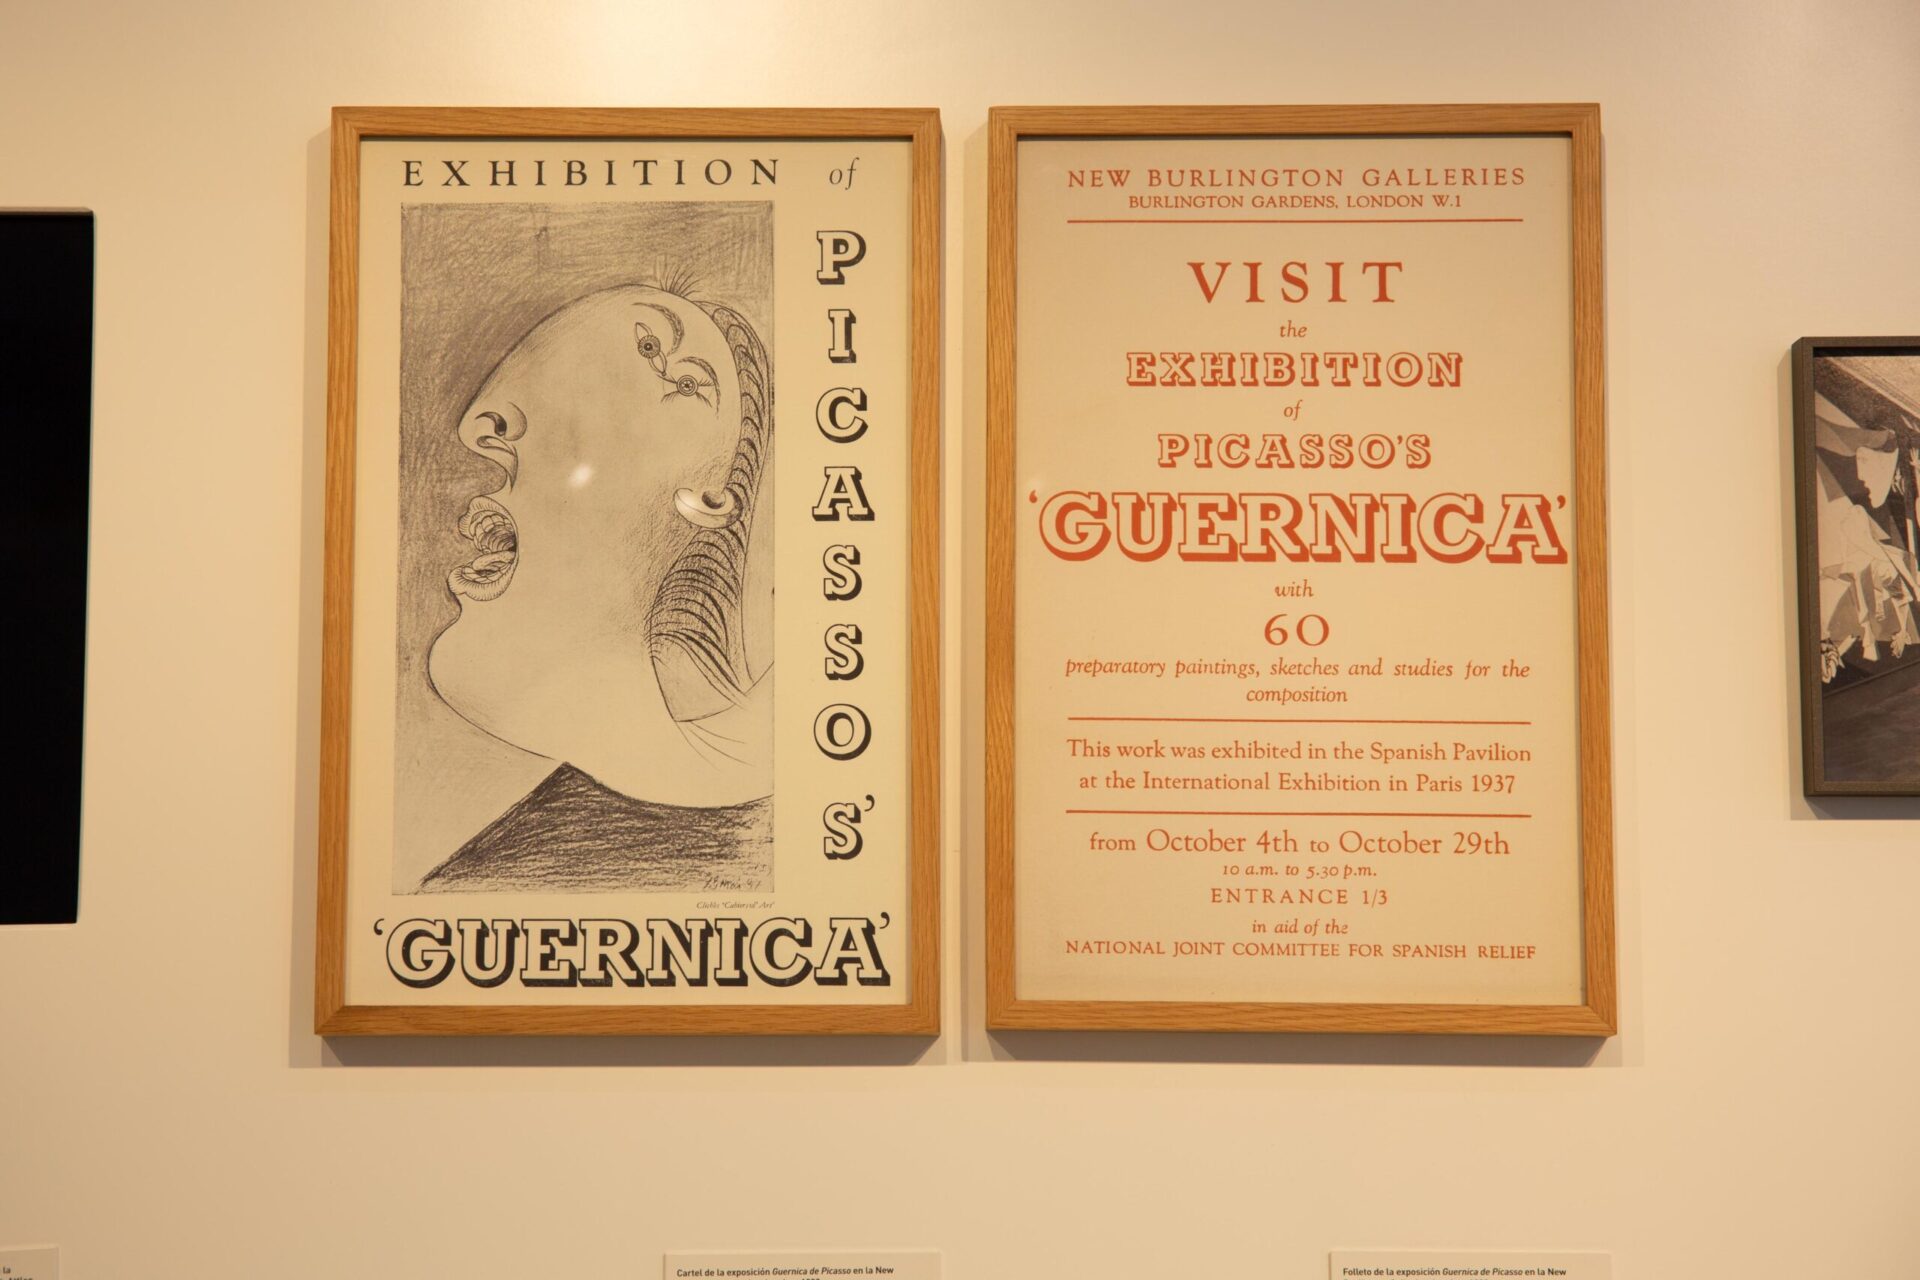 EXHIBITION of
PICASSO'S
'GUERNICA'
NEW BURLINGTON GALLERIES
BURLINGTON GARDENS, LONDON W.1
VISIT
the
EXHIBITION
of
PICASSO'S
'GUERNICA'
with
60
preparatory paintings, sketches and studies for the
composition
This work was exhibited in the Spanish Pavilion
at the International Exhibition in Paris 1937
from October 4th to October 29th
10 a.m. to 5.30 p.m.
ENTRANCE 1/3
in aid of the
NATIONAL JOINT COMMITTEE FOR SPANISH RELIEF
la
Cartel de la exposición Guernica de Picasso en la New
Folleto de la exposición Guernica de Picasso en la New